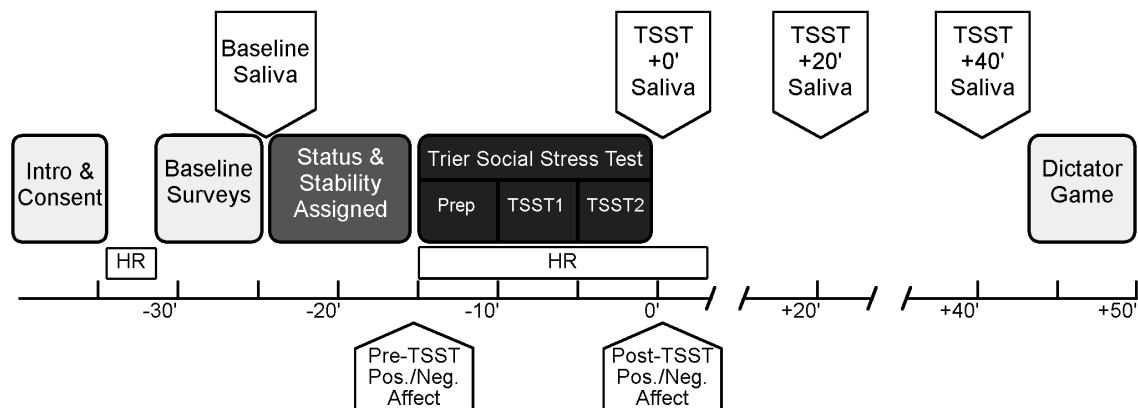 Baseline
Saliva
TSST
+0'
Saliva
TSST
+20'
Saliva
TSST
+40'
Saliva
Intro &
Consent
Baseline
Surveys
Status &
Stability
Assigned
Trier Social Stress Test
Prep
TSST1
TSST2
Dictator
Game
HR
HR
-30'
-20'
-10'
0'
+20'
+40'
+50'
Pre-TSST
Pos./Neg.
Affect
Post-TSST
Pos./Neg.
Affect